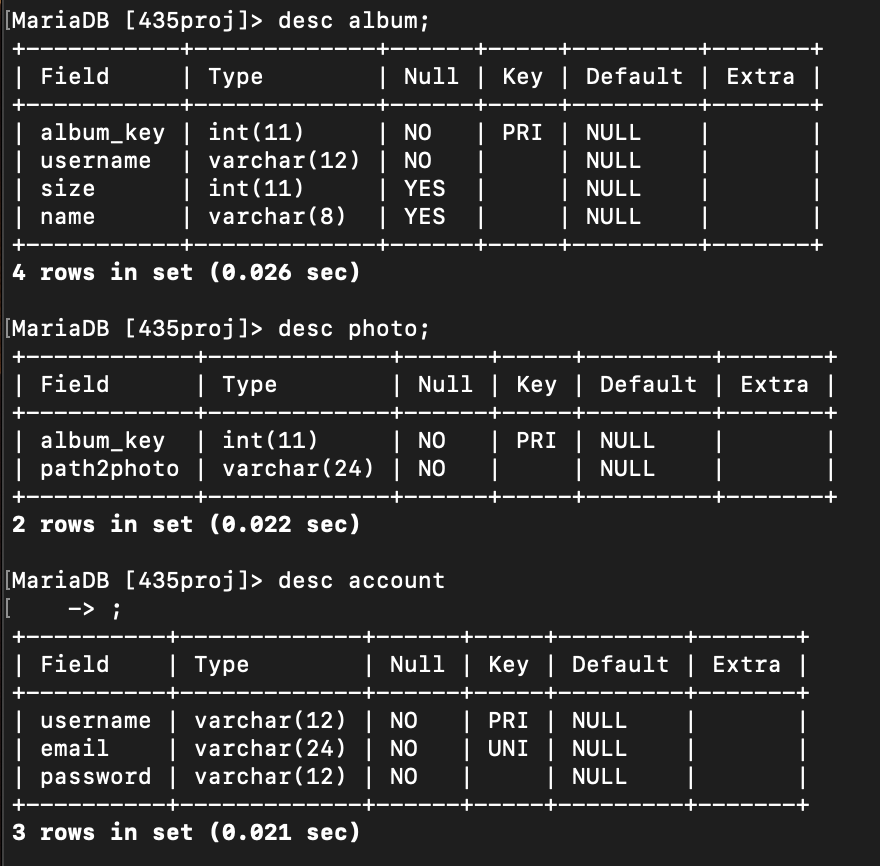 [MariaDB [435proj]> desc album;
+-----------+-------------+------+-----+---------+-------+
| Field     | Type        | Null | Key | Default | Extra |
+-----------+-------------+------+-----+---------+-------+
| album_key | int(11)     | NO   | PRI | NULL    |       |
| username  | varchar(12) | NO   |     | NULL    |       |
| size      | int(11)     | YES  |     | NULL    |       |
| name      | varchar(8)  | YES  |     | NULL    |       |
+-----------+-------------+------+-----+---------+-------+
4 rows in set (0.026 sec)

[MariaDB [435proj]> desc photo;
+------------+-------------+------+-----+---------+-------+
| Field      | Type        | Null | Key | Default | Extra |
+------------+-------------+------+-----+---------+-------+
| album_key  | int(11)     | NO   | PRI | NULL    |       |
| path2photo | varchar(24) | NO   |     | NULL    |       |
+------------+-------------+------+-----+---------+-------+
2 rows in set (0.022 sec)

[MariaDB [435proj]> desc account
[    -> ;
+----------+-------------+------+-----+---------+-------+
| Field    | Type        | Null | Key | Default | Extra |
+----------+-------------+------+-----+---------+-------+
| username | varchar(12) | NO   | PRI | NULL    |       |
| email    | varchar(24) | NO   | UNI | NULL    |       |
| password | varchar(12) | NO   |     | NULL    |       |
+----------+-------------+------+-----+---------+-------+
3 rows in set (0.021 sec)